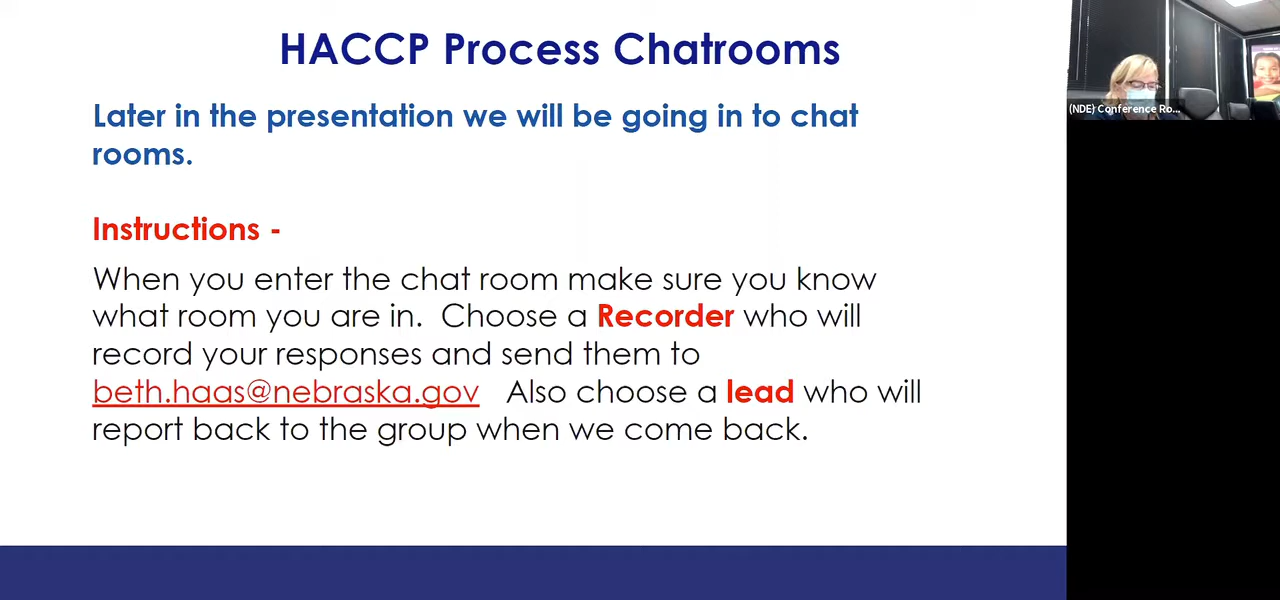 HACCP Process Chatrooms
Later in the presentation we will be going in to chat
rooms.
Instructions -
When you enter the chat room make sure you know
what room you are in. Choose a Recorder who will
record your responses and send them to
beth.haas@nebraska.gov Also choose a lead who will
report back to the group when we come back.
(NDE) Conference Ro...